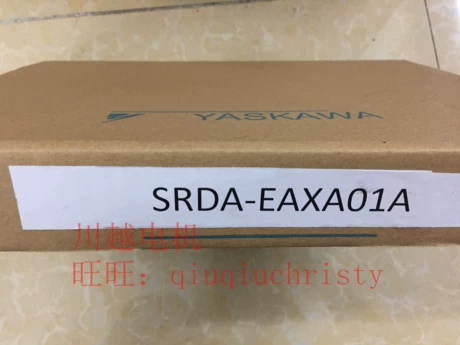 YASKAWA
SRDA-EAXA01A
川越电机
旺旺：qiuqiuchristy